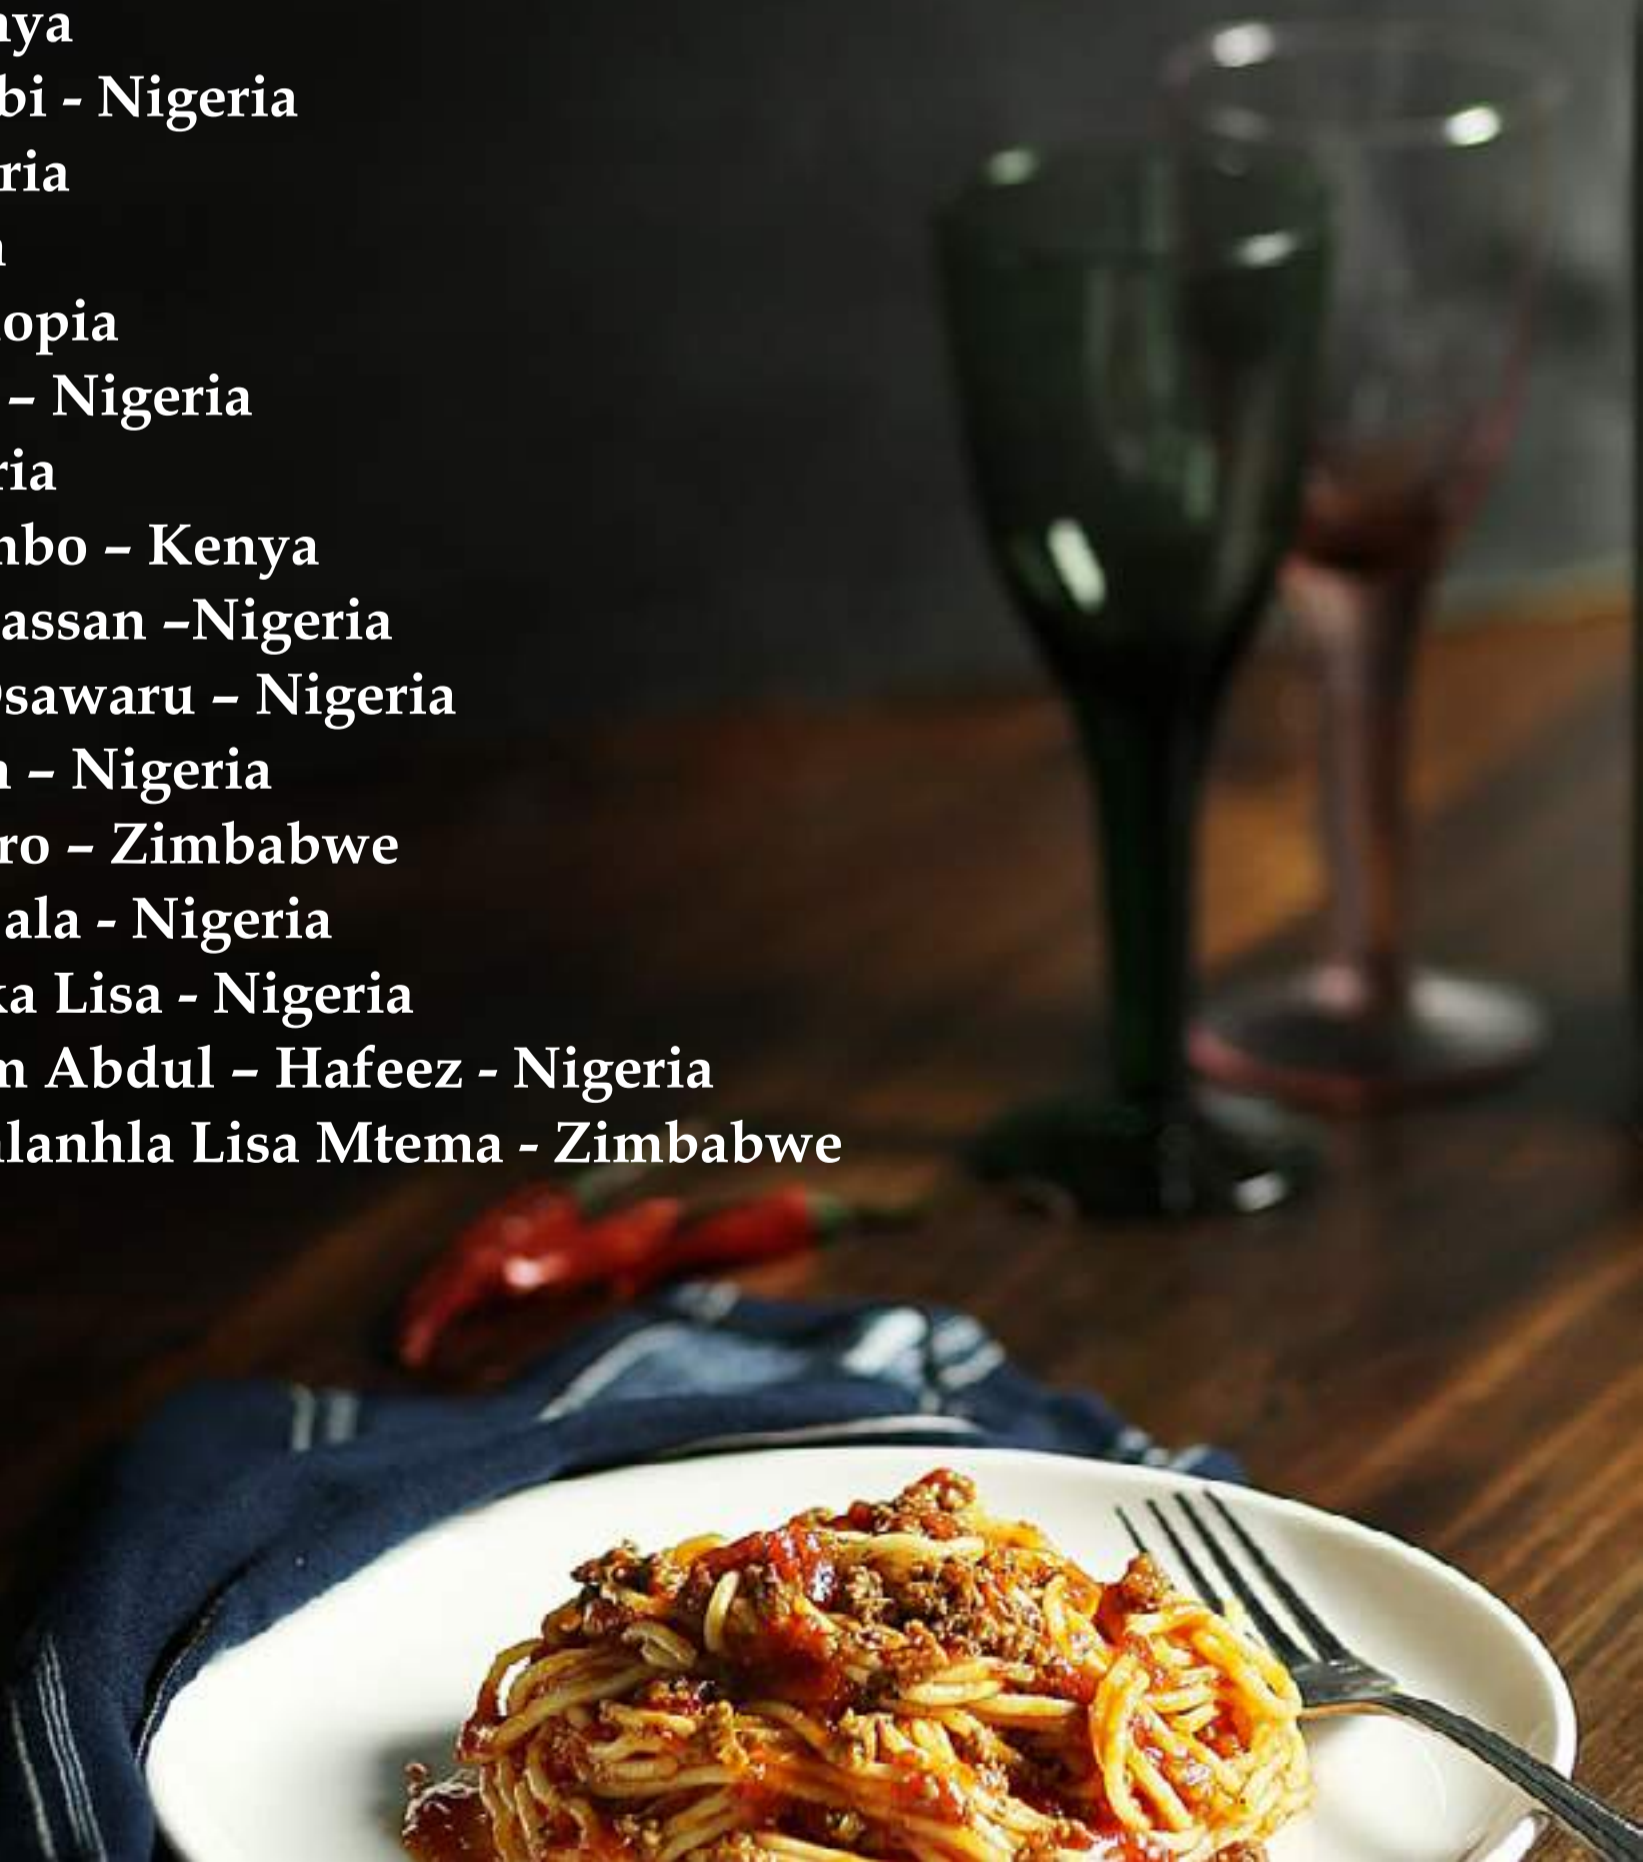 nya
bi - Nigeria
ria
opia
– Nigeria
ria
nbo – Kenya
assan –Nigeria
sawaru – Nigeria
– Nigeria
ro – Zimbabwe
ala - Nigeria
ka Lisa - Nigeria
m Abdul – Hafeez - Nigeria
lanhla Lisa Mtema - Zimbabwe